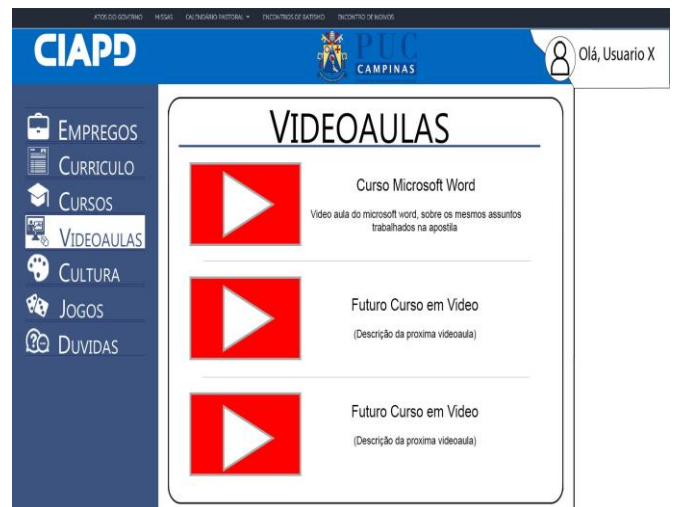 ATOS DO GOVERNO MISSAS CALENDÁRIO PASTORAL ENCONTROS DE BATISMO ENCONTRO DE NOIVOS
CIAPD
PUC
CAMPINAS
Olá, Usuario X
EMPREGOS
CURRICULO
CURSOS
VIDEOAULAS
CULTURA
JOGOS
DUVIDAS
VIDEOAULAS
Curso Microsoft Word
Video aula do microsoft word, sobre os mesmos assuntos
trabalhados na apostila
Futuro Curso em Video
(Descrição da proxima videoaula)
Futuro Curso em Video
(Descrição da proxima videoaula)